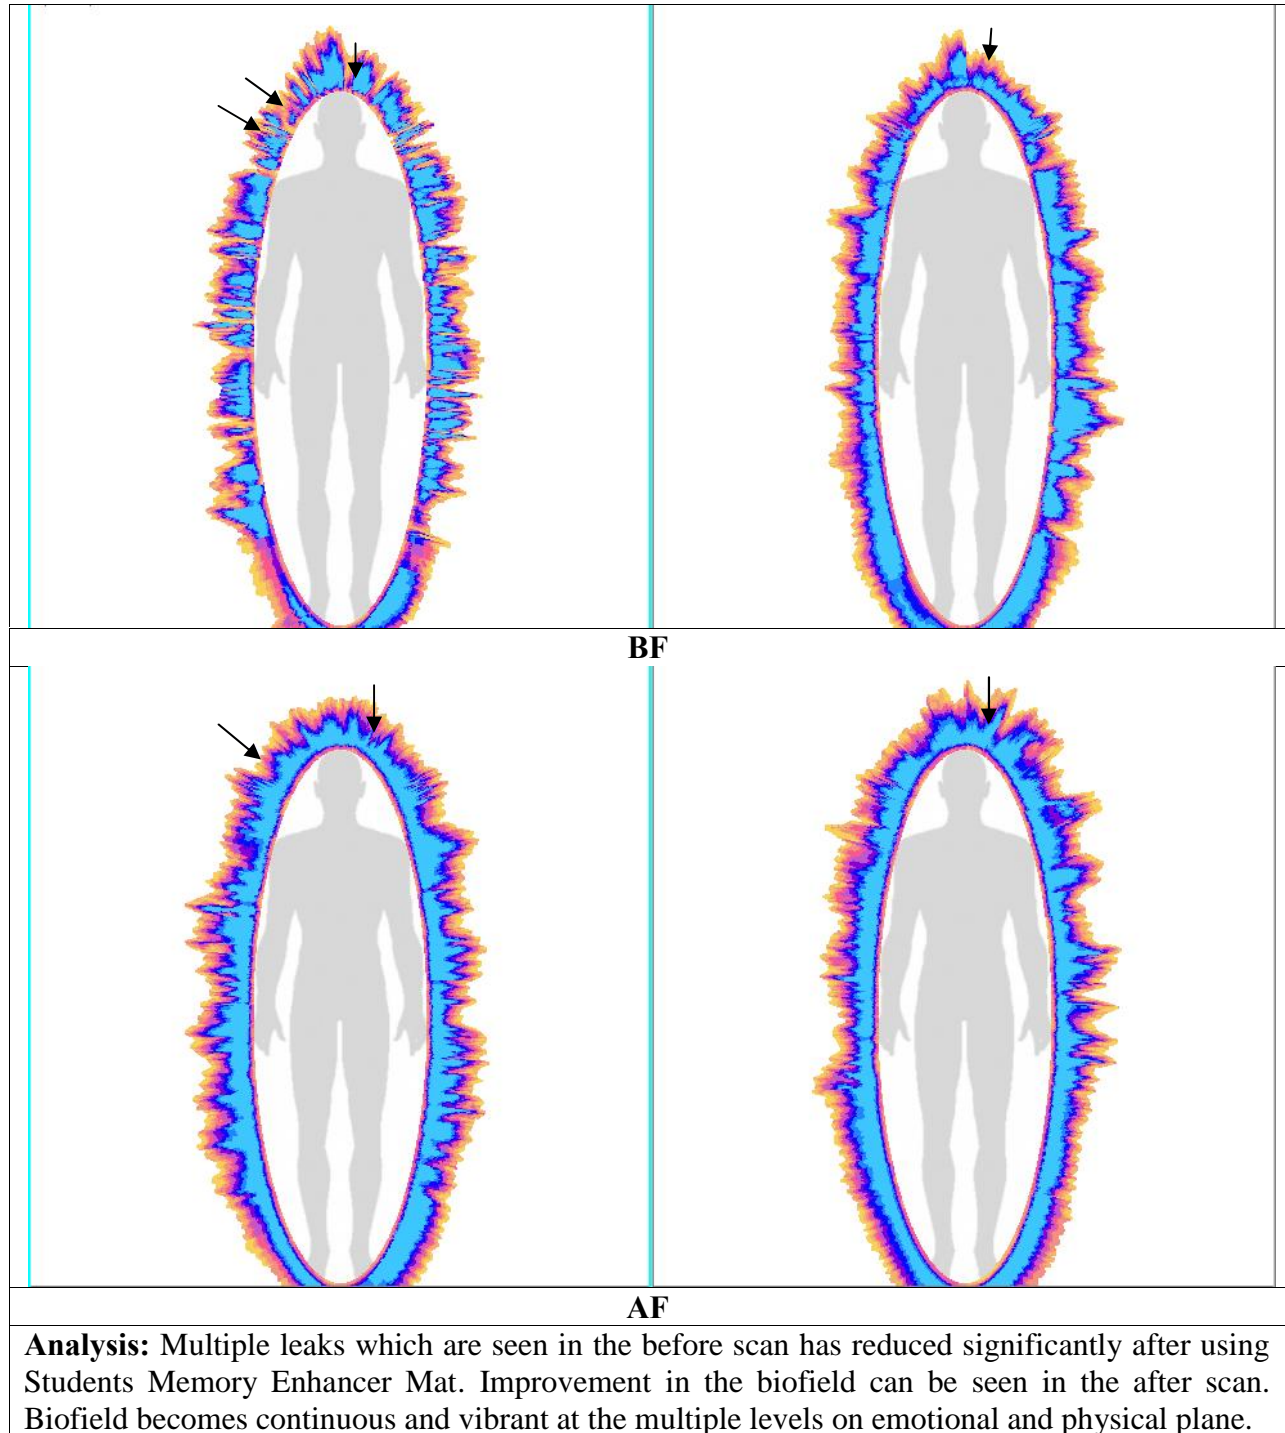 BF
AF
Analysis: Multiple leaks which are seen in the before scan has reduced significantly after using
Students Memory Enhancer Mat. Improvement in the biofield can be seen in the after scan.
Biofield becomes continuous and vibrant at the multiple levels on emotional and physical plane.